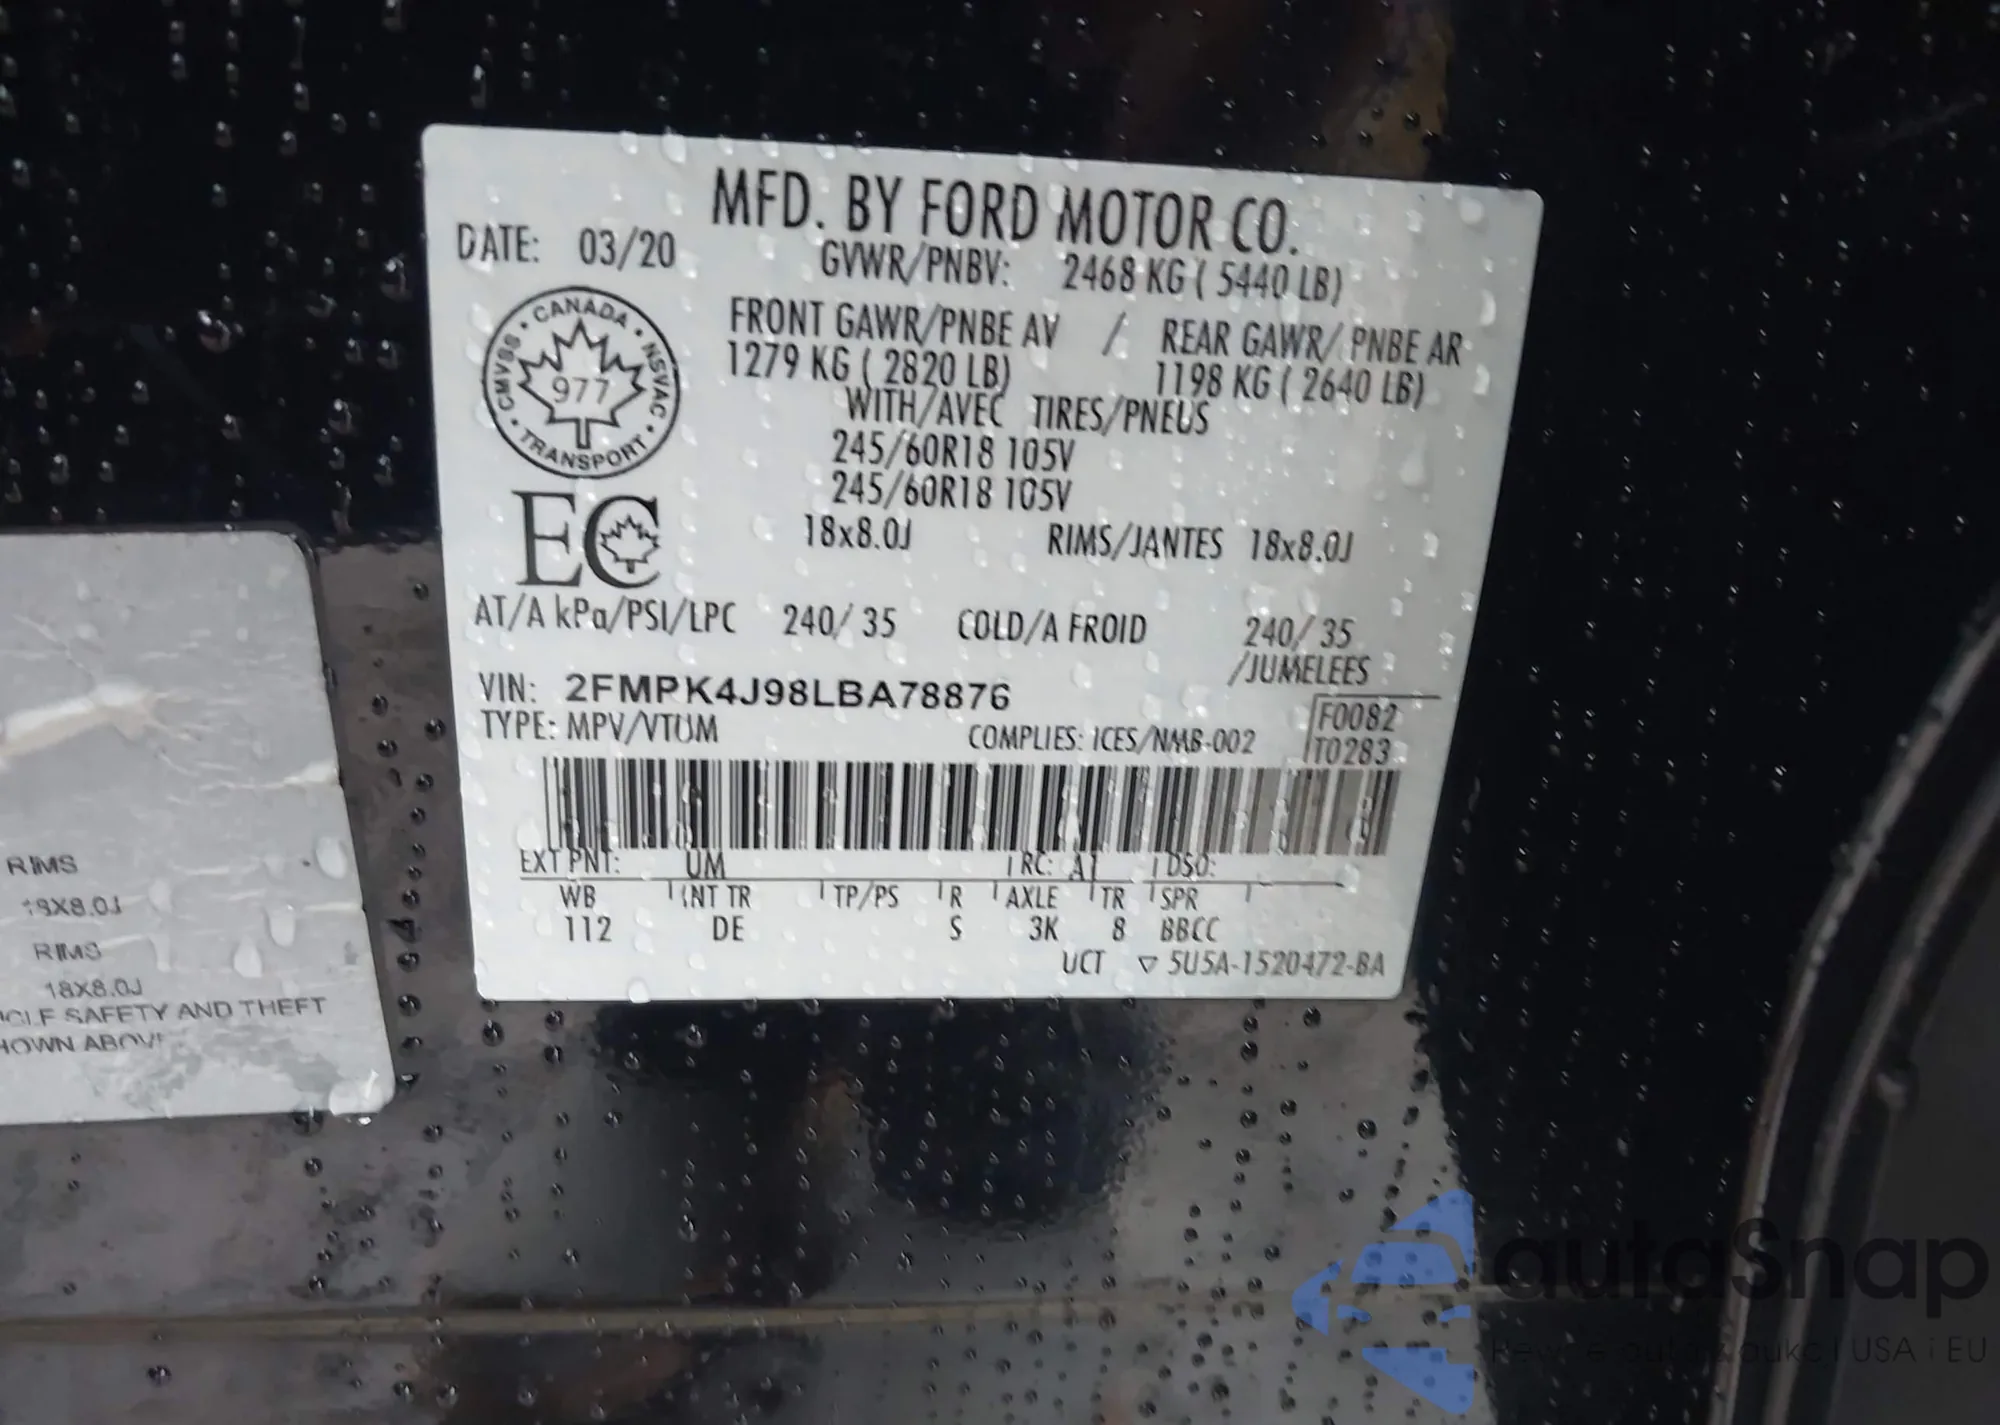 MFD. BY FORD MOTOR CO.
DATE: 03/20
GVWR/PNBV: 2468 KG ( 5440 LB)
FRONT GAWR/PNBE AV / REAR GAWR/ PNBE AR
1279 KG ( 2820 LB) 1198 KG ( 2640 LB)
WITH/AVEC TIRES/PNEUS
245/60R18 105V
245/60R18 105V
18x8.0J RIMS/JANTES 18x8.0J
CANADA · NSVAC · TRANSPORT · CMVSS ·
977
EC
AT/A kPa/PSI/LPC 240/ 35 COLD/A FROID 240/ 35
/JUMELEES
VIN: 2FMPK4J98LBA78876
TYPE: MPV/VTUM
COMPLIES: ICES/NMB-002
F0082
T0283
EXT PNT: UM RC: A1 DSO:
WB INT TR TP/PS R AXLE TR SPR
112 DE S 3K 8 BBCC
UCT ▽ 5U5A-1520472-BA
RIMS
18X8.0J
RIMS
18X8.0J
SAFETY AND THEFT
autaSnap
USA i EU